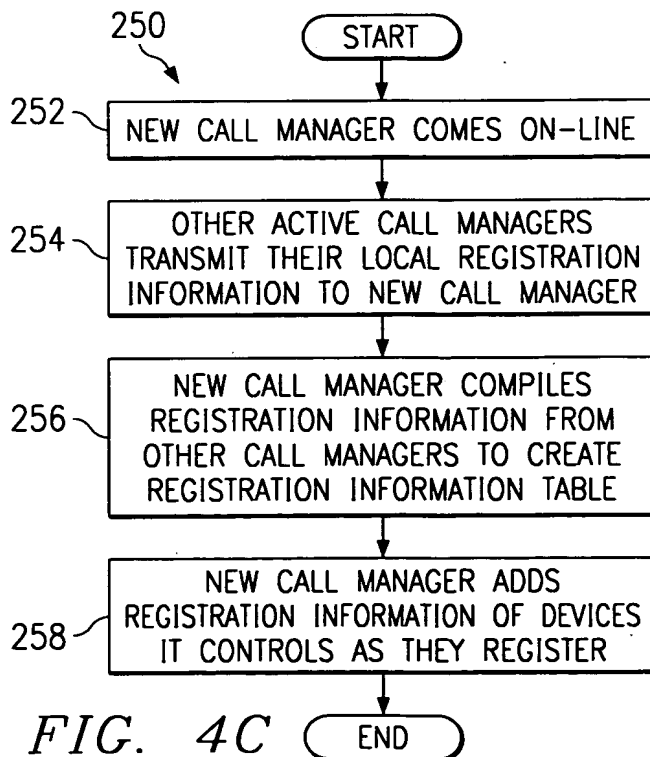 250
START
252
NEW CALL MANAGER COMES ON-LINE
254
OTHER ACTIVE CALL MANAGERS
TRANSMIT THEIR LOCAL REGISTRATION
INFORMATION TO NEW CALL MANAGER
256
NEW CALL MANAGER COMPILES
REGISTRATION INFORMATION FROM
OTHER CALL MANAGERS TO CREATE
REGISTRATION INFORMATION TABLE
258
NEW CALL MANAGER ADDS
REGISTRATION INFORMATION OF DEVICES
IT CONTROLS AS THEY REGISTER
FIG. 4C
END